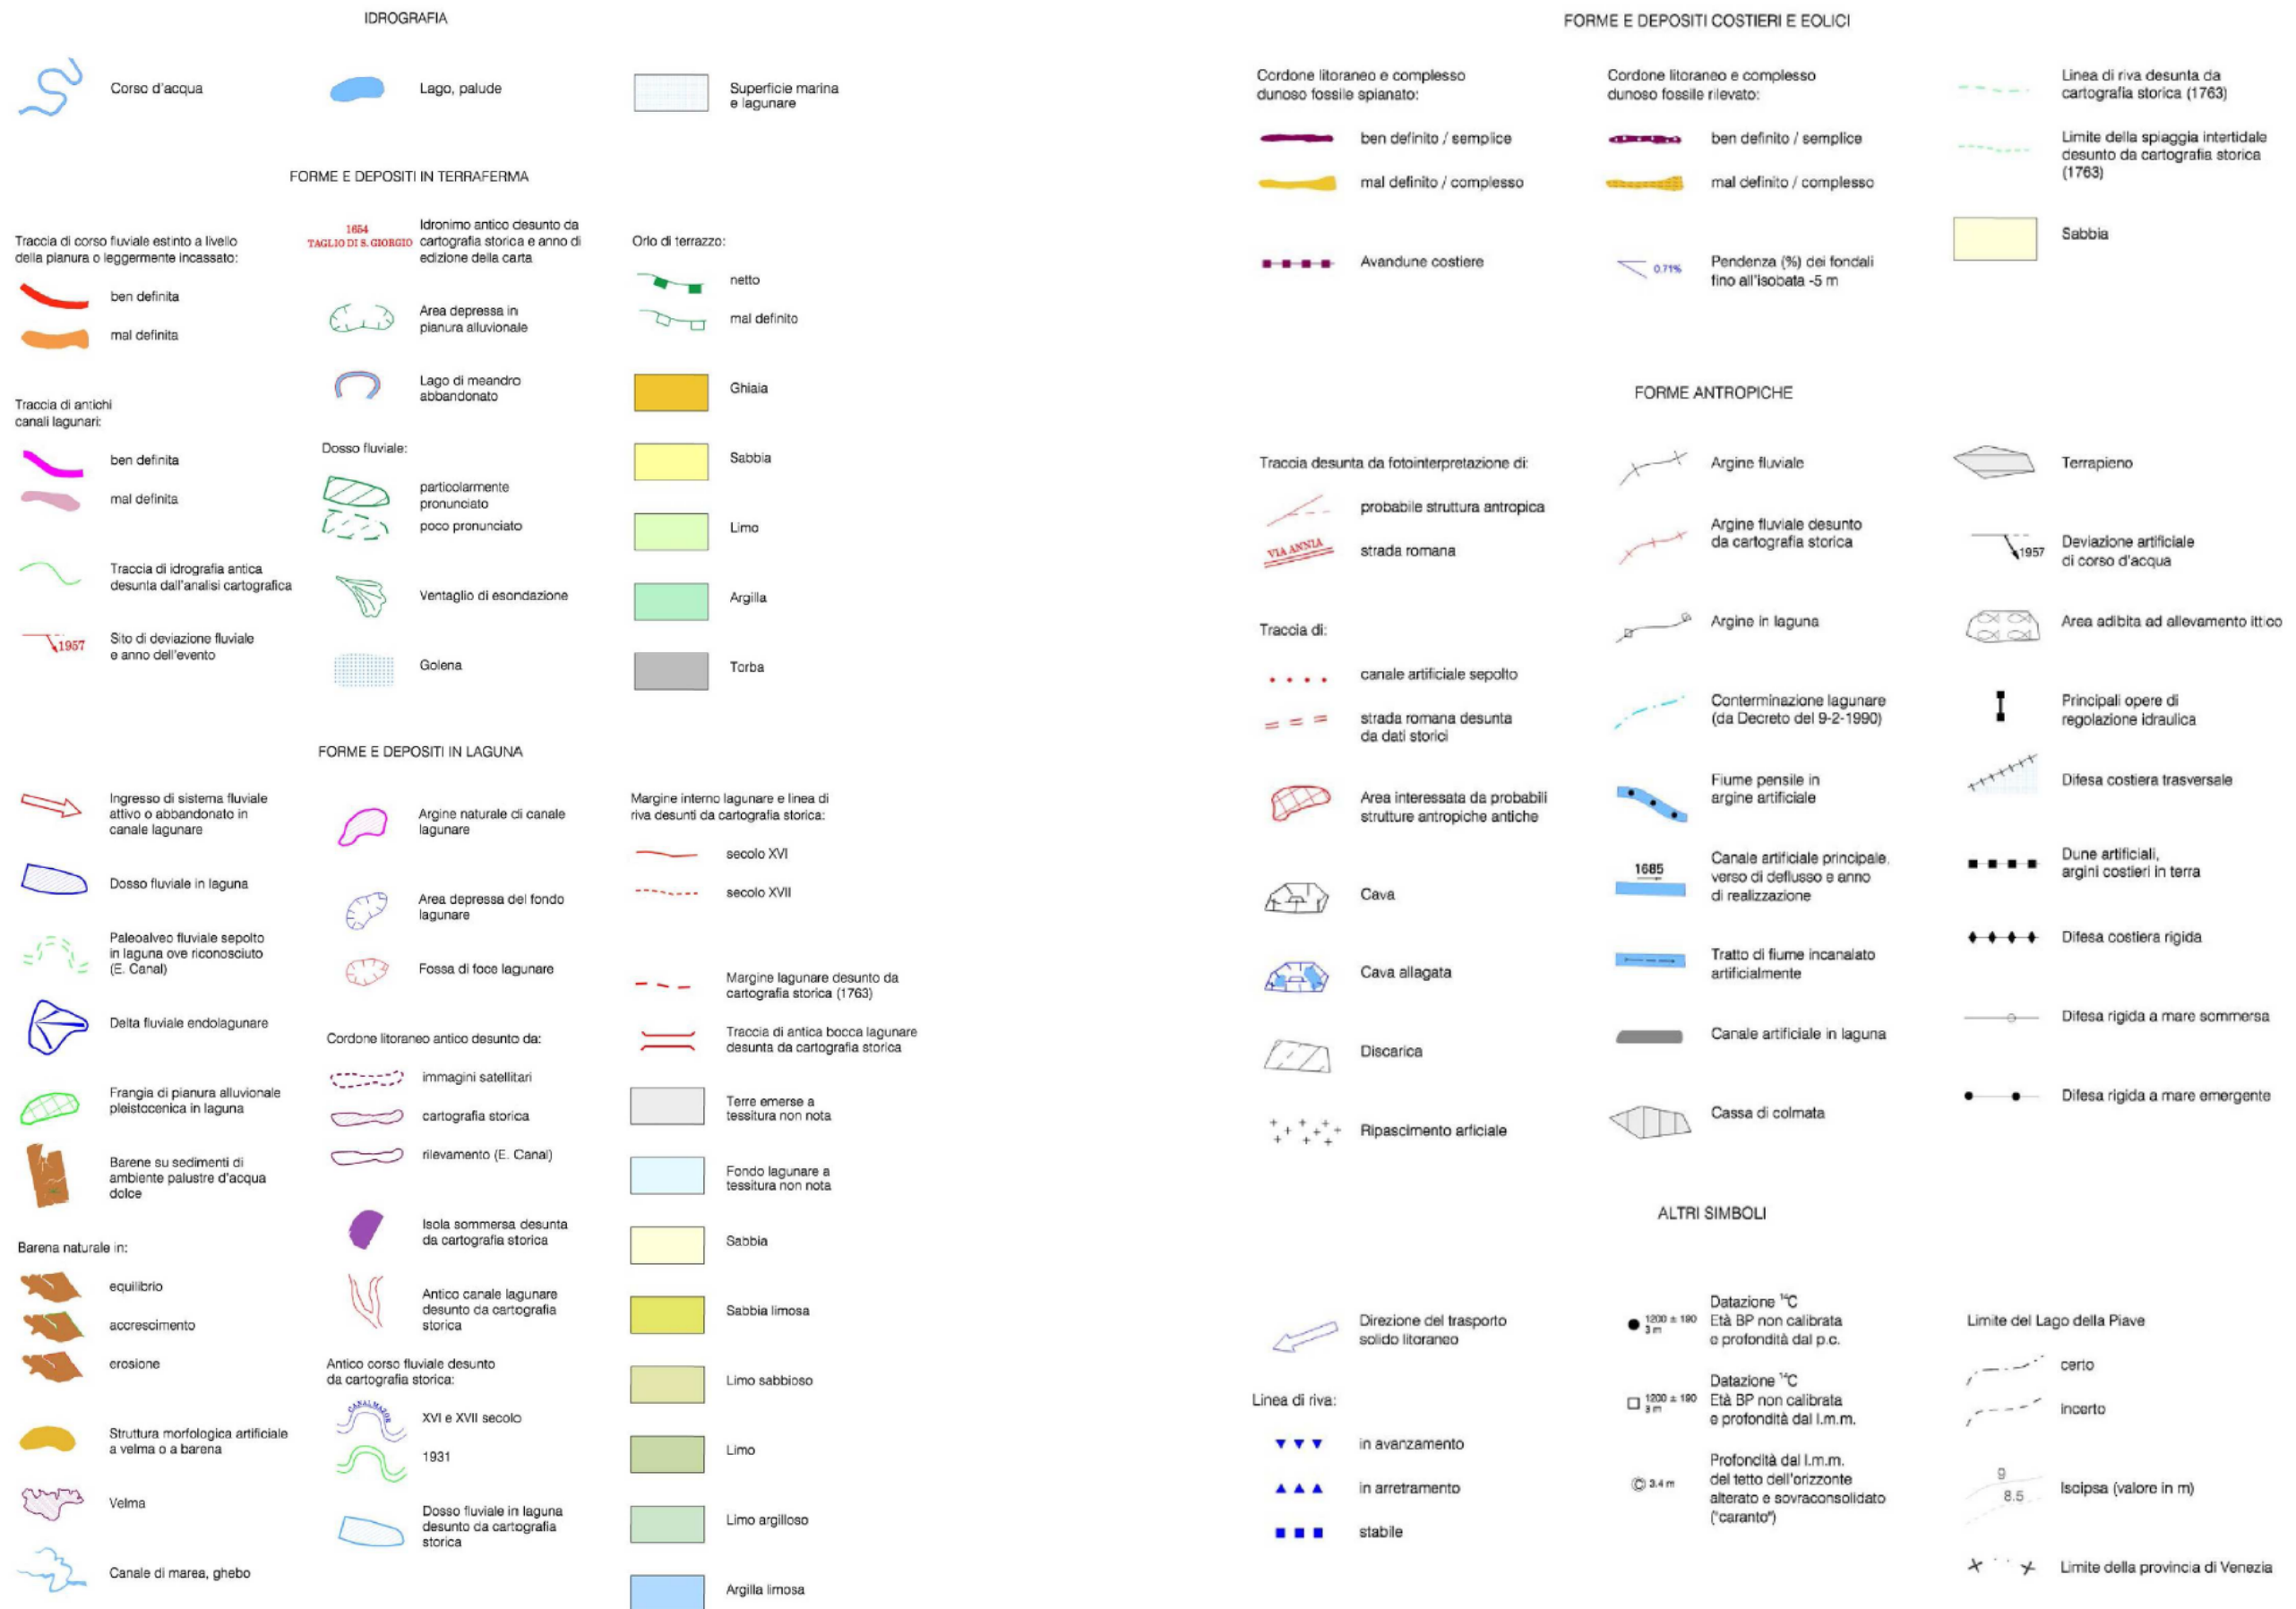 IDROGRAFIA
Corso d'acqua
Lago, palude
Superficie marina
e lagunare
FORME E DEPOSITI IN TERRAFERMA
Traccia di corso fluviale estinto a livello
della pianura o leggermente incassato:
ben definita
mal definita
Traccia di antichi
canali lagunari:
ben definita
mal definita
Traccia di idrografia antica
desunta dall'analisi cartografica
1957
Sito di deviazione fluviale
e anno dell'evento
1654
TAGLIO DI S. GIORGIO
Idronimo antico desunto da
cartografia storica e anno di
edizione della carta
Area depressa in
pianura alluvionale
Lago di meandro
abbandonato
Dosso fluviale:
particolarmente
pronunciato
poco pronunciato
Ventaglio di esondazione
Golena
Orlo di terrazzo:
netto
mal definito
Ghiaia
Sabbia
Limo
Argilla
Torba
FORME E DEPOSITI IN LAGUNA
Ingresso di sistema fluviale
attivo o abbandonato in
canale lagunare
Dosso fluviale in laguna
Paleoalveo fluviale sepolto
in laguna ove riconosciuto
(E. Canal)
Delta fluviale endolagunare
Frangia di pianura alluvionale
pleistocenica in laguna
Barene su sedimenti di
ambiente palustre d'acqua
dolce
Barena naturale in:
equilibrio
accrescimento
erosione
Struttura morfologica artificiale
a velma o a barena
Velma
Canale di marea, ghebo
Argine naturale di canale
lagunare
Area depressa del fondo
lagunare
Fossa di foce lagunare
Cordone litoraneo antico desunto da:
immagini satellitari
cartografia storica
rilevamento (E. Canal)
Isola sommersa desunta
da cartografia storica
Antico canale lagunare
desunto da cartografia
storica
Antico corso fluviale desunto
da cartografia storica:
CANAL MAZOR
XVI e XVII secolo
1931
Dosso fluviale in laguna
desunto da cartografia
storica
Margine interno lagunare e linea di
riva desunti da cartografia storica:
secolo XVI
secolo XVII
Margine lagunare desunto da
cartografia storica (1763)
Traccia di antica bocca lagunare
desunta da cartografia storica
Terre emerse a
tessitura non nota
Fondo lagunare a
tessitura non nota
Sabbia
Sabbia limosa
Limo sabbioso
Limo
Limo argilloso
Argilla limosa
FORME E DEPOSITI COSTIERI E EOLICI
Cordone litoraneo e complesso
dunoso fossile spianato:
ben definito / semplice
mal definito / complesso
Avandune costiere
Cordone litoraneo e complesso
dunoso fossile rilevato:
ben definito / semplice
mal definito / complesso
0.71%
Pendenza (%) dei fondali
fino all'isobata -5 m
Linea di riva desunta da
cartografia storica (1763)
Limite della spiaggia intertidale
desunto da cartografia storica
(1763)
Sabbia
FORME ANTROPICHE
Traccia desunta da fotointerpretazione di:
probabile struttura antropica
VIA ANNIA
strada romana
Traccia di:
canale artificiale sepolto
strada romana desunta
da dati storici
Area interessata da probabili
strutture antropiche antiche
Cava
Cava allagata
Discarica
Ripascimento arficiale
Argine fluviale
Argine fluviale desunto
da cartografia storica
Argine in laguna
Conterminazione lagunare
(da Decreto del 9-2-1990)
Fiume pensile in
argine artificiale
1685
Canale artificiale principale,
verso di deflusso e anno
di realizzazione
Tratto di fiume incanalato
artificialmente
Canale artificiale in laguna
Cassa di colmata
Terrapieno
1957
Deviazione artificiale
di corso d'acqua
Area adibita ad allevamento ittico
Principali opere di
regolazione idraulica
Difesa costiera trasversale
Dune artificiali,
argini costieri in terra
Difesa costiera rigida
Difesa rigida a mare sommersa
Difesa rigida a mare emergente
ALTRI SIMBOLI
Direzione del trasporto
solido litoraneo
Linea di riva:
in avanzamento
in arretramento
stabile
1200 ± 190
3 m
Datazione ¹⁴C
Età BP non calibrata
e profondità dal p.c.
1200 ± 190
3 m
Datazione ¹⁴C
Età BP non calibrata
e profondità dal l.m.m.
© 3.4 m
Profondità dal l.m.m.
del tetto dell'orizzonte
alterato e sovraconsolidato
("caranto")
Limite del Lago della Piave
certo
incerto
9
8.5
Isoipsa (valore in m)
Limite della provincia di Venezia